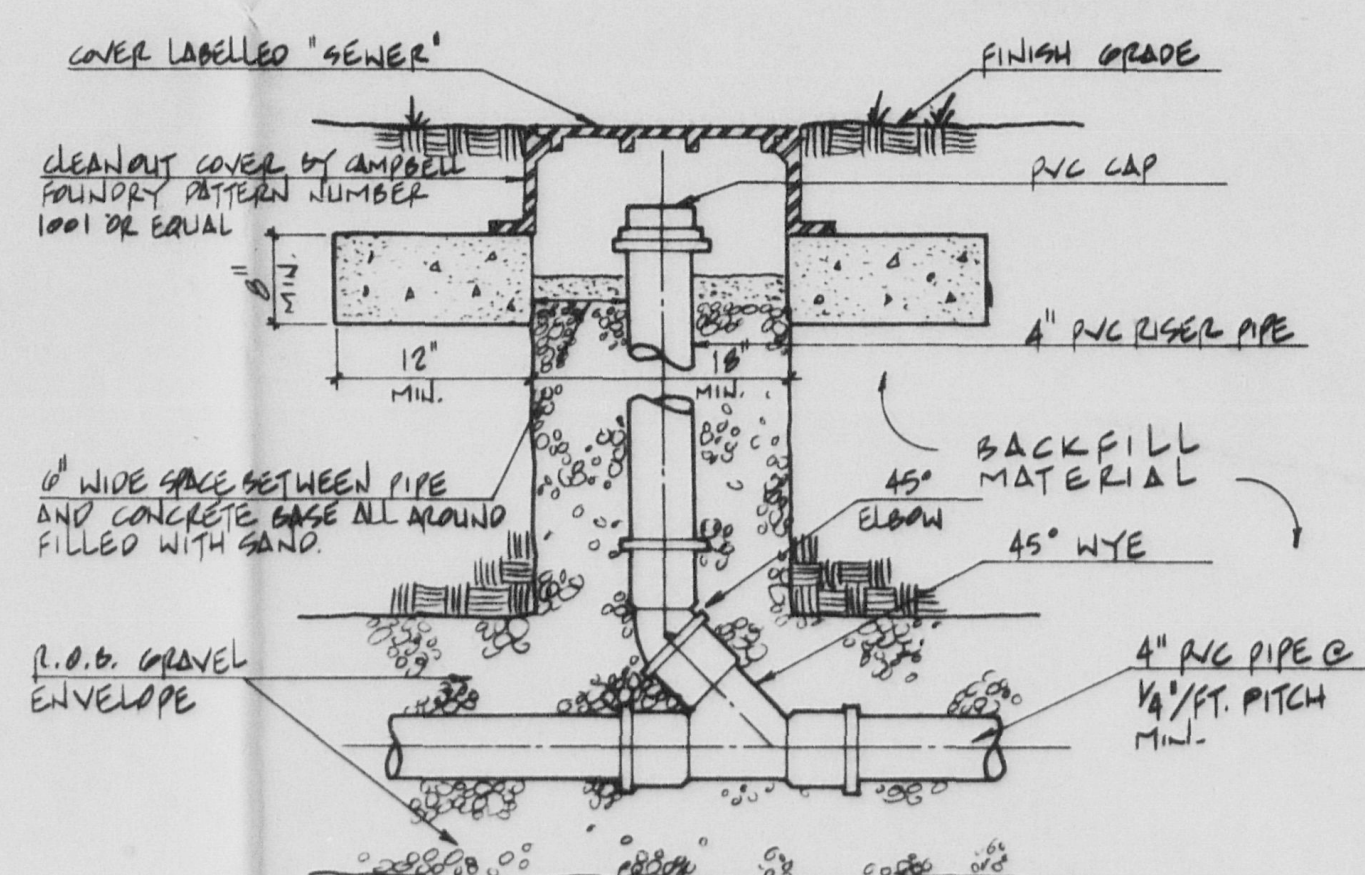 COVER LABELLED "SEWER"
FINISH GRADE
CLEANOUT COVER BY CAMPBELL
FOUNDRY PATTERN NUMBER
1001 OR EQUAL
PVC CAP
8"
MIN.
4" PVC RISER PIPE
12"
MIN.
18"
MIN.
BACKFILL
MATERIAL
6" WIDE SPACE BETWEEN PIPE
AND CONCRETE BASE ALL AROUND
FILLED WITH SAND.
45°
ELBOW
45° WYE
R.O.B. GRAVEL
ENVELOPE
4" PVC PIPE @
1/4"/FT. PITCH
MIN.